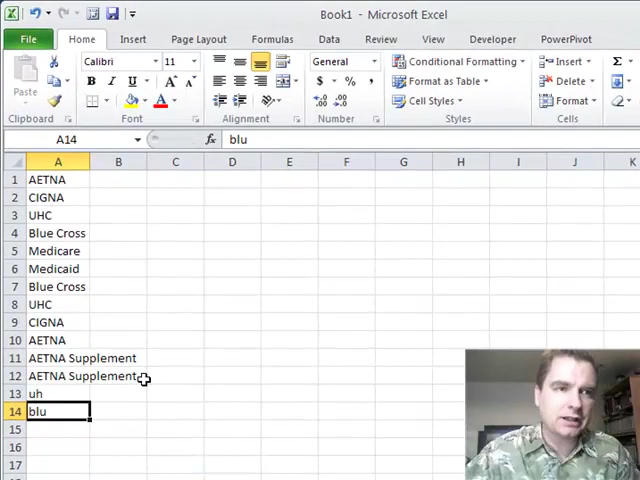 Book1 - Microsoft Excel
File Home Insert Page Layout Formulas Data Review View Developer PowerPivot
Calibri 11 General Conditional Formatting Insert Σ
Paste B I U A A $ % , Format as Table Delete
Cell Styles Format
Clipboard Font Alignment Number Styles Cells
A14 fx blu
A B C D E F G H I J K
1 AETNA
2 CIGNA
3 UHC
4 Blue Cross
5 Medicare
6 Medicaid
7 Blue Cross
8 UHC
9 CIGNA
10 AETNA
11 AETNA Supplement
12 AETNA Supplement
13 uh
14 blu
15
16
17